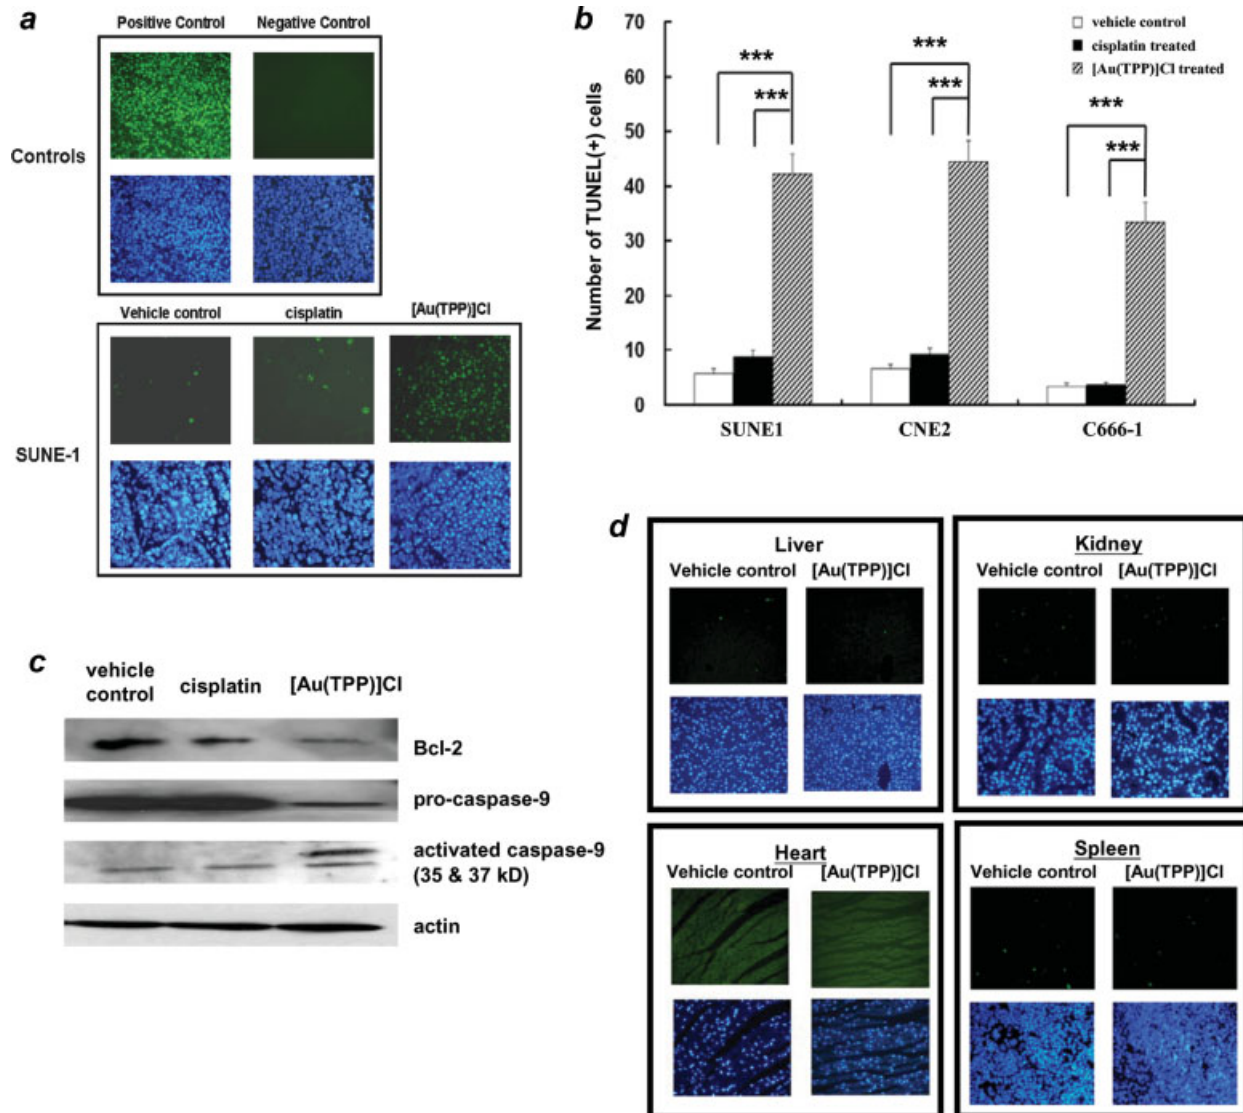 a
Positive Control Negative Control
Controls
Vehicle control cisplatin [Au(TPP)]Cl
SUNE-1
b
70
60
50
40
30
20
10
0
Number of TUNEL(+) cells
vehicle control
cisplatin treated
[Au(TPP)]Cl treated
*** *** ***
*** *** ***
SUNE1 CNE2 C666-1
c
vehicle
control cisplatin [Au(TPP)]Cl
Bcl-2
pro-caspase-9
activated caspase-9
(35 & 37 kD)
actin
d
Liver
Vehicle control [Au(TPP)]Cl
Kidney
Vehicle control [Au(TPP)]Cl
Heart
Vehicle control [Au(TPP)]Cl
Spleen
Vehicle control [Au(TPP)]Cl